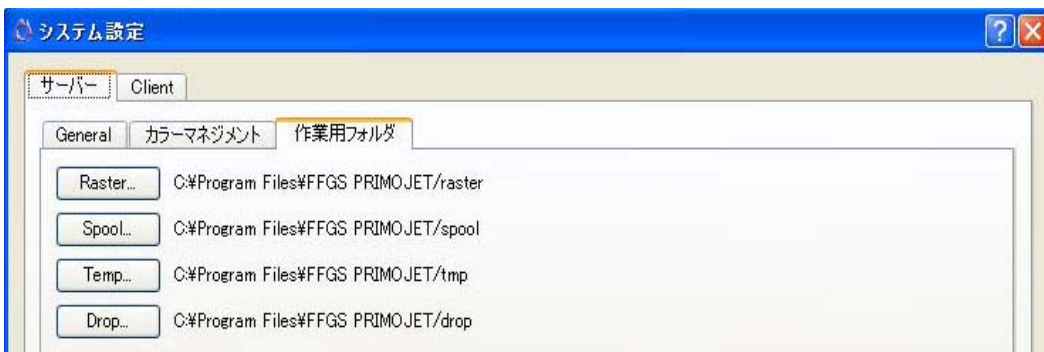 システム設定
サーバー Client
General カラーマネジメント 作業用フォルダ
Raster... C:¥Program Files¥FFGS PRIMOJET/raster
Spool... C:¥Program Files¥FFGS PRIMOJET/spool
Temp... C:¥Program Files¥FFGS PRIMOJET/tmp
Drop... C:¥Program Files¥FFGS PRIMOJET/drop